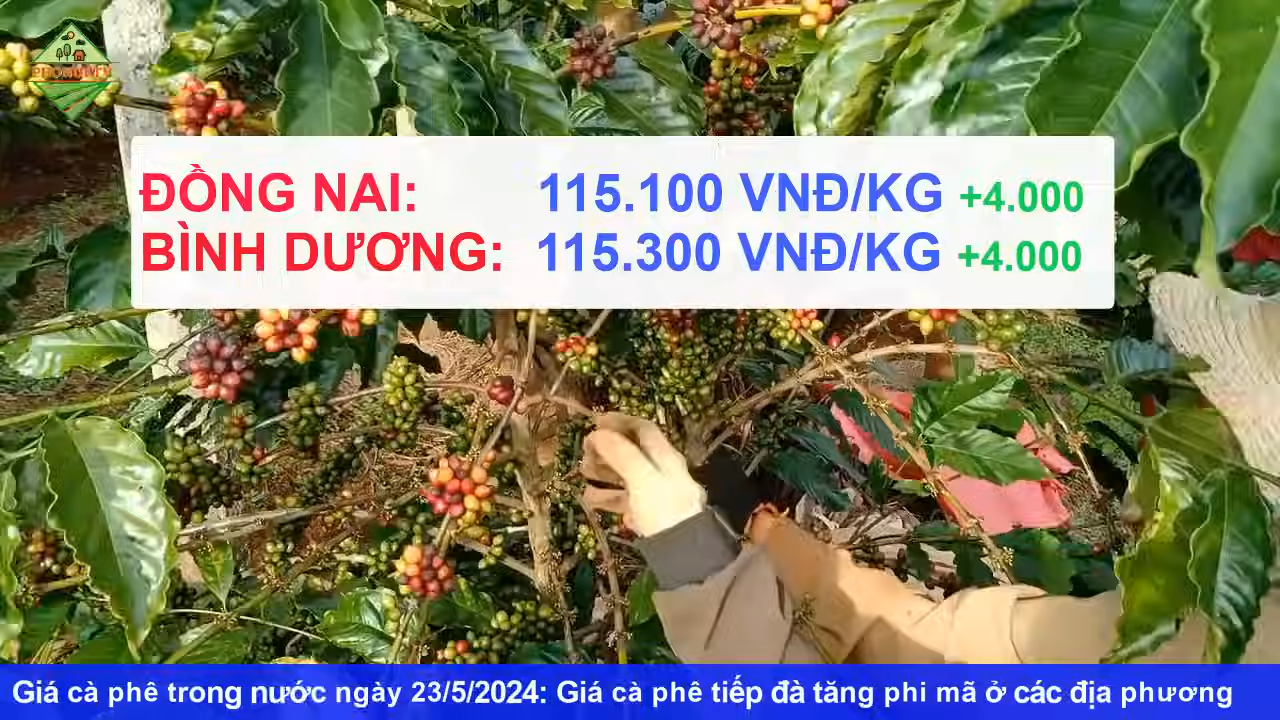 ĐỒNG NAI: 115.100 VNĐ/KG +4.000
BÌNH DƯƠNG: 115.300 VNĐ/KG +4.000
Giá cà phê trong nước ngày 23/5/2024: Giá cà phê tiếp đà tăng phi mã ở các địa phương